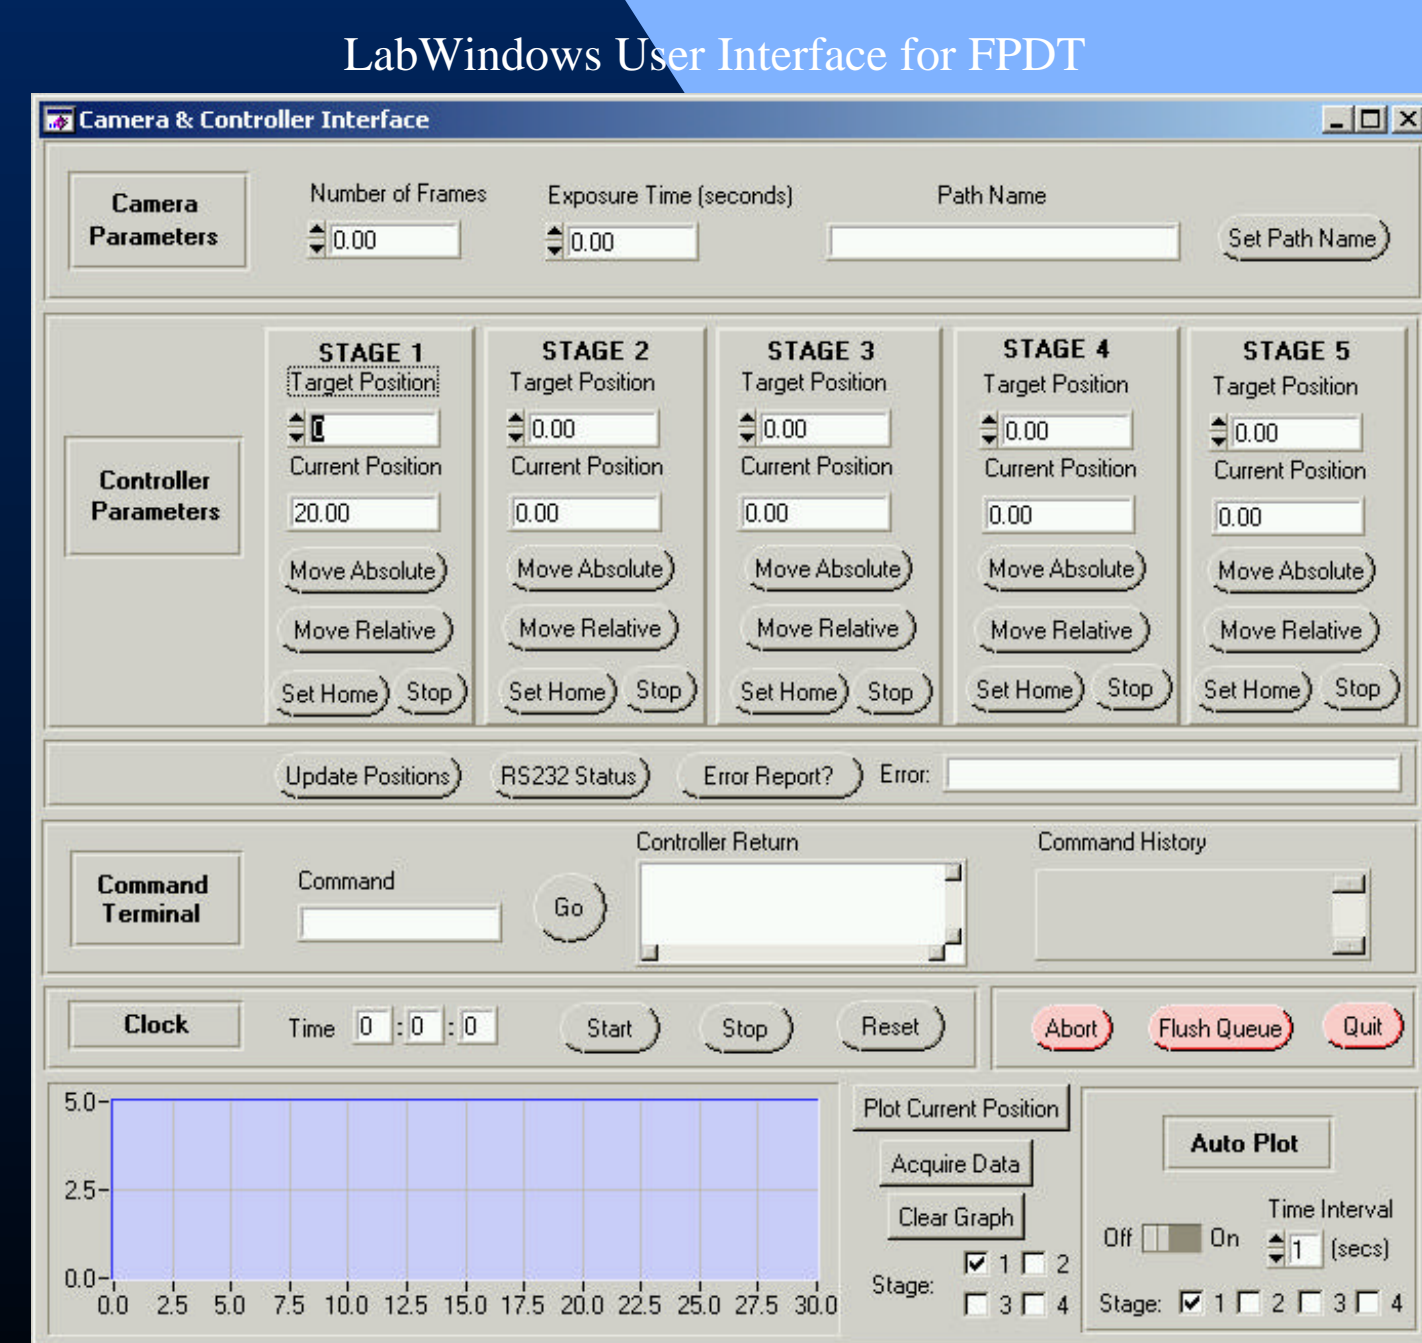 LabWindows User Interface for FPDT
Camera & Controller Interface
Camera
Parameters
Number of Frames
0.00
Exposure Time (seconds)
0.00
Path Name
Set Path Name
Controller
Parameters
STAGE 1
Target Position
0
Current Position
20.00
Move Absolute
Move Relative
Set Home
Stop
STAGE 2
Target Position
0.00
Current Position
0.00
Move Absolute
Move Relative
Set Home
Stop
STAGE 3
Target Position
0.00
Current Position
0.00
Move Absolute
Move Relative
Set Home
Stop
STAGE 4
Target Position
0.00
Current Position
0.00
Move Absolute
Move Relative
Set Home
Stop
STAGE 5
Target Position
0.00
Current Position
0.00
Move Absolute
Move Relative
Set Home
Stop
Update Positions
RS232 Status
Error Report?
Error:
Command
Terminal
Command
Go
Controller Return
Command History
Clock
Time 0 : 0 : 0
Start
Stop
Reset
Abort
Flush Queue
Quit
5.0
2.5
0.0
0.0 2.5 5.0 7.5 10.0 12.5 15.0 17.5 20.0 22.5 25.0 27.5 30.0
Plot Current Position
Acquire Data
Clear Graph
Stage:
1 2
3 4
Auto Plot
Off On
Time Interval
1 (secs)
Stage: 1 2 3 4